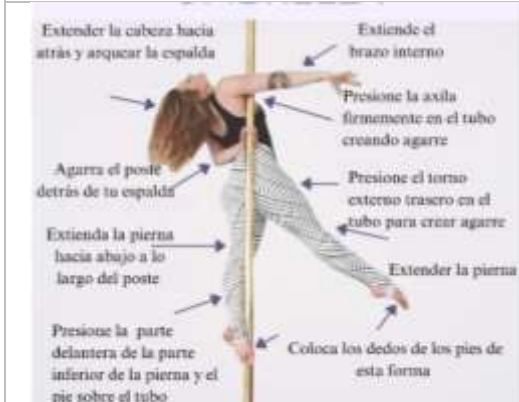 Extender la cabeza hacia
atrás y arquear la espalda
Extiende el
brazo interno
Presione la axila
firmemente en el tubo
creando agarre
Agarra el poste
detrás de tu espalda
Presione el torno
externo trasero en el
tubo para crear agarre
Extienda la pierna
hacia abajo a lo
largo del poste
Extender la pierna
Presione la parte
delantera de la parte
inferior de la pierna y el
pie sobre el tubo
Coloca los dedos de los pies de
esta forma